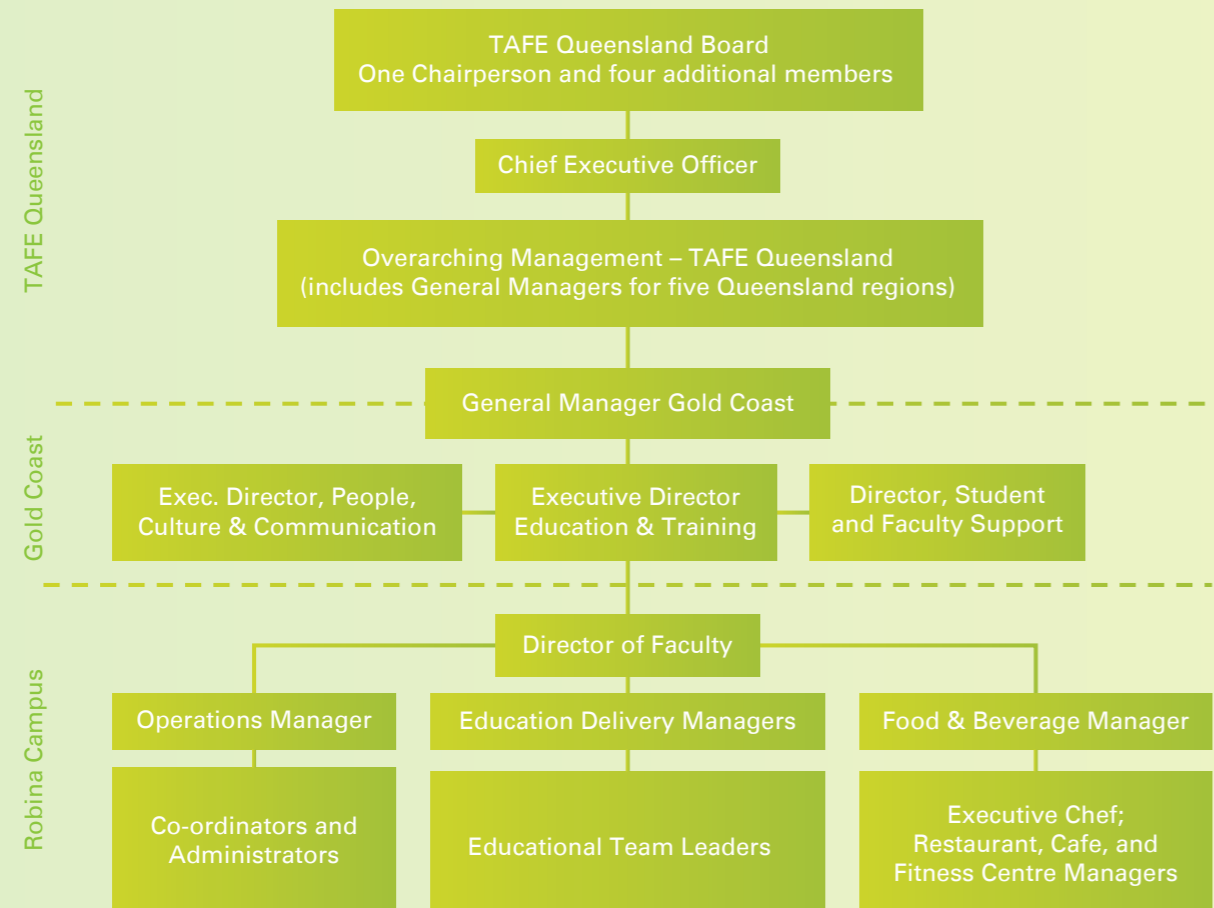 TAFE Queensland
TAFE Queensland Board
One Chairperson and four additional members
Chief Executive Officer
Overarching Management – TAFE Queensland
(includes General Managers for five Queensland regions)
General Manager Gold Coast
Gold Coast
Exec. Director, People,
Culture & Communication
Executive Director
Education & Training
Director, Student
and Faculty Support
Robina Campus
Director of Faculty
Operations Manager
Education Delivery Managers
Food & Beverage Manager
Co-ordinators and
Administrators
Educational Team Leaders
Executive Chef;
Restaurant, Cafe, and
Fitness Centre Managers